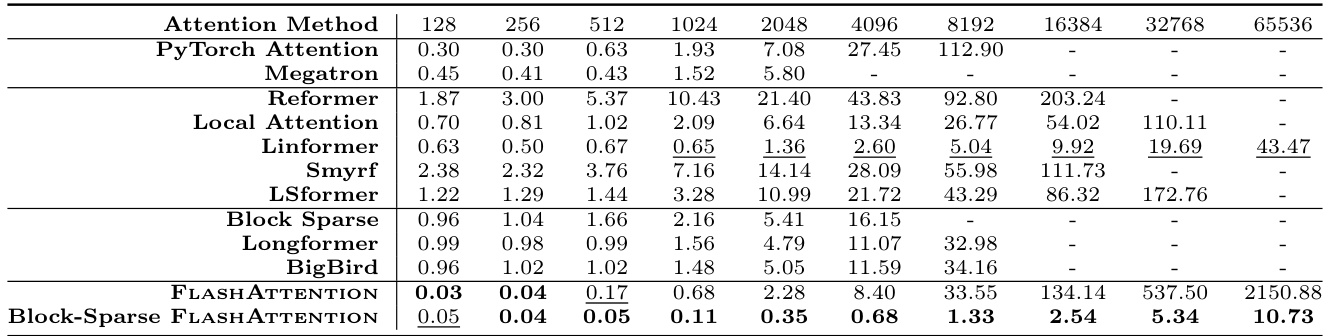 Attention Method 128 256 512 1024 2048 4096 8192 16384 32768 65536
PyTorch Attention 0.30 0.30 0.63 1.93 7.08 27.45 112.90 - - -
Megatron 0.45 0.41 0.43 1.52 5.80 - - - - -
Reformer 1.87 3.00 5.37 10.43 21.40 43.83 92.80 203.24 - -
Local Attention 0.70 0.81 1.02 2.09 6.64 13.34 26.77 54.02 110.11 -
Linformer 0.63 0.50 0.67 0.65 1.36 2.60 5.04 9.92 19.69 43.47
Smyrf 2.38 2.32 3.76 7.16 14.14 28.09 55.98 111.73 - -
LSformer 1.22 1.29 1.44 3.28 10.99 21.72 43.29 86.32 172.76 -
Block Sparse 0.96 1.04 1.66 2.16 5.41 16.15 - - - -
Longformer 0.99 0.98 0.99 1.56 4.79 11.07 32.98 - - -
BigBird 0.96 1.02 1.02 1.48 5.05 11.59 34.16 - - -
FlashAttention 0.03 0.04 0.17 0.68 2.28 8.40 33.55 134.14 537.50 2150.88
Block-Sparse FlashAttention 0.05 0.04 0.05 0.11 0.35 0.68 1.33 2.54 5.34 10.73